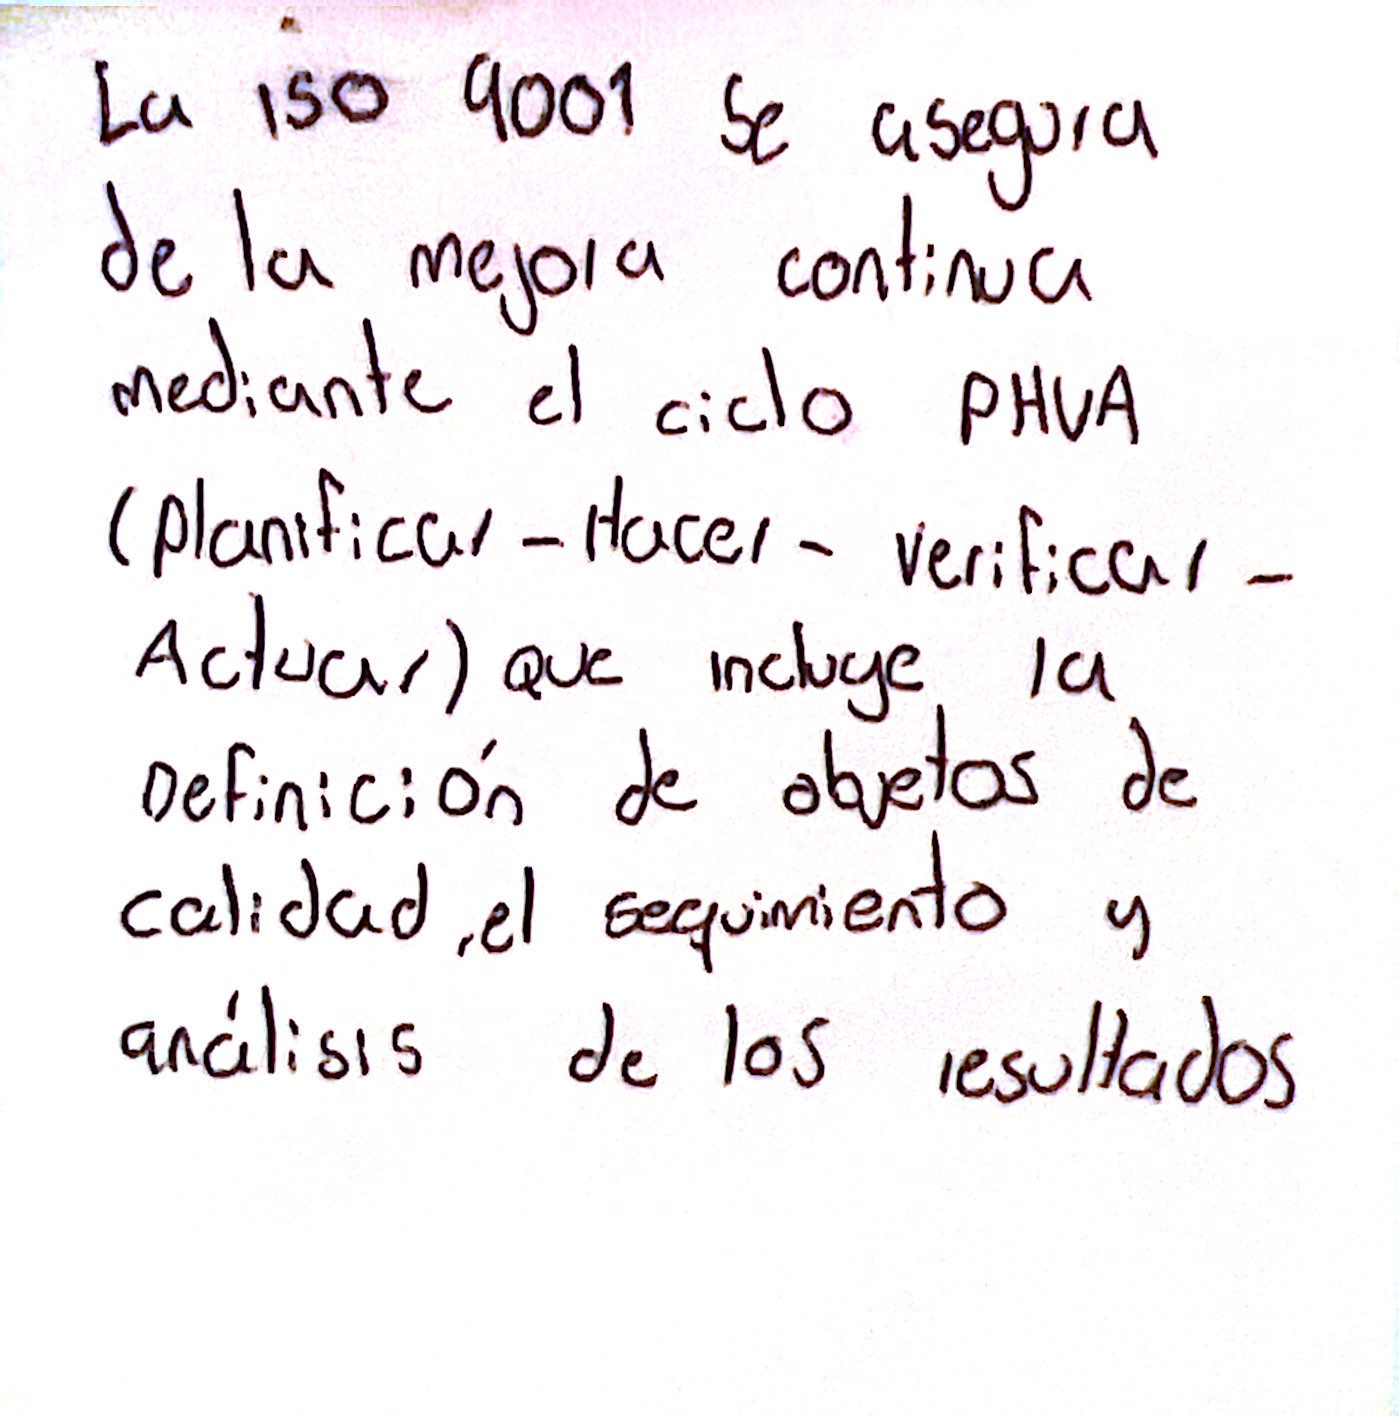 La iso 9001 se asegura
de la mejora continua
mediante el ciclo PHVA
(planificar - Hacer - verificar -
Actuar) que incluye la
Definición de objetos de
calidad, el seguimiento y
análisis de los resultados